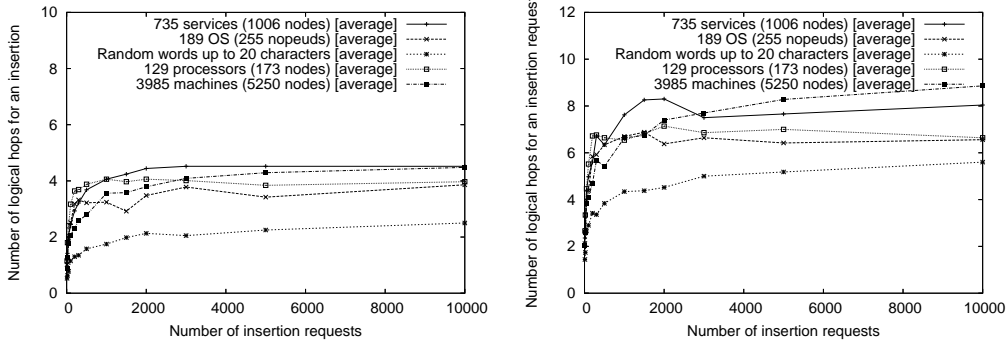 Number of logical hops for an insertion
6
4
2
0
735 services (1006 nodes) [average]
189 OS (255 nopeuds) [average]
Random words up to 20 characters [average]
129 processors (173 nodes) [average]
3985 machines (5250 nodes) [average]
0 2000 4000 6000 8000 10000
Number of insertion requests
Number of logical hops for an insertion request
12
10
8
6
4
2
0
735 services (1006 nodes) [average]
189 OS (255 nopeuds) [average]
Random words up to 20 characters [average]
129 processors (173 nodes) [average]
3985 machines (5250 nodes) [average]
0 2000 4000 6000 8000 10000
Number of insertion requests